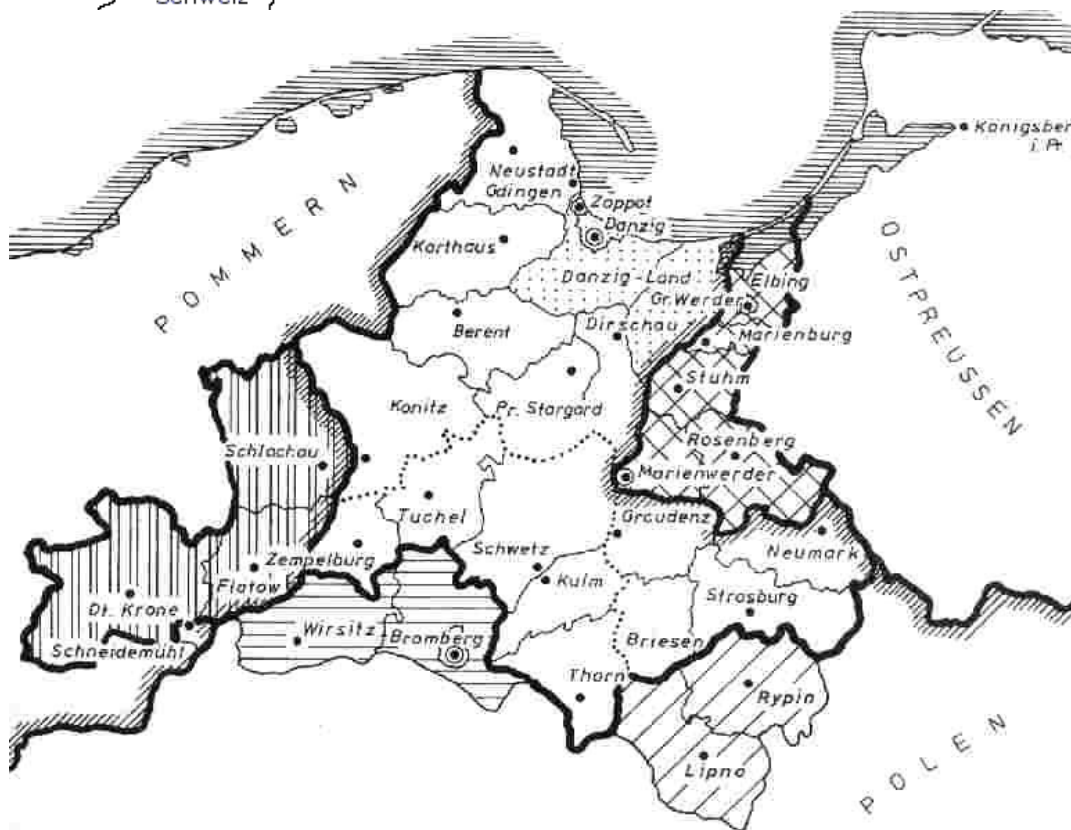 Schweiz
Königsber
i. Pr.
Neustadt
Gdingen
Zoppot
Danzig
Karthaus
POMMERN
OSTPREUSSEN
Danzig-Land
Elbing
Gr. Werder
Berent
Dirschau
Marienburg
Stuhm
Konitz
Pr. Stargard
Rosenberg
Schlochau
Marienwerder
Tuchel
Graudenz
Zempelburg
Schwetz
Neumark
Flatow
Kulm
Dt. Krone
Strasburg
Schneidemühl
Wirsitz
Bromberg
Briesen
Thorn
Rypin
Lipno
POLEN